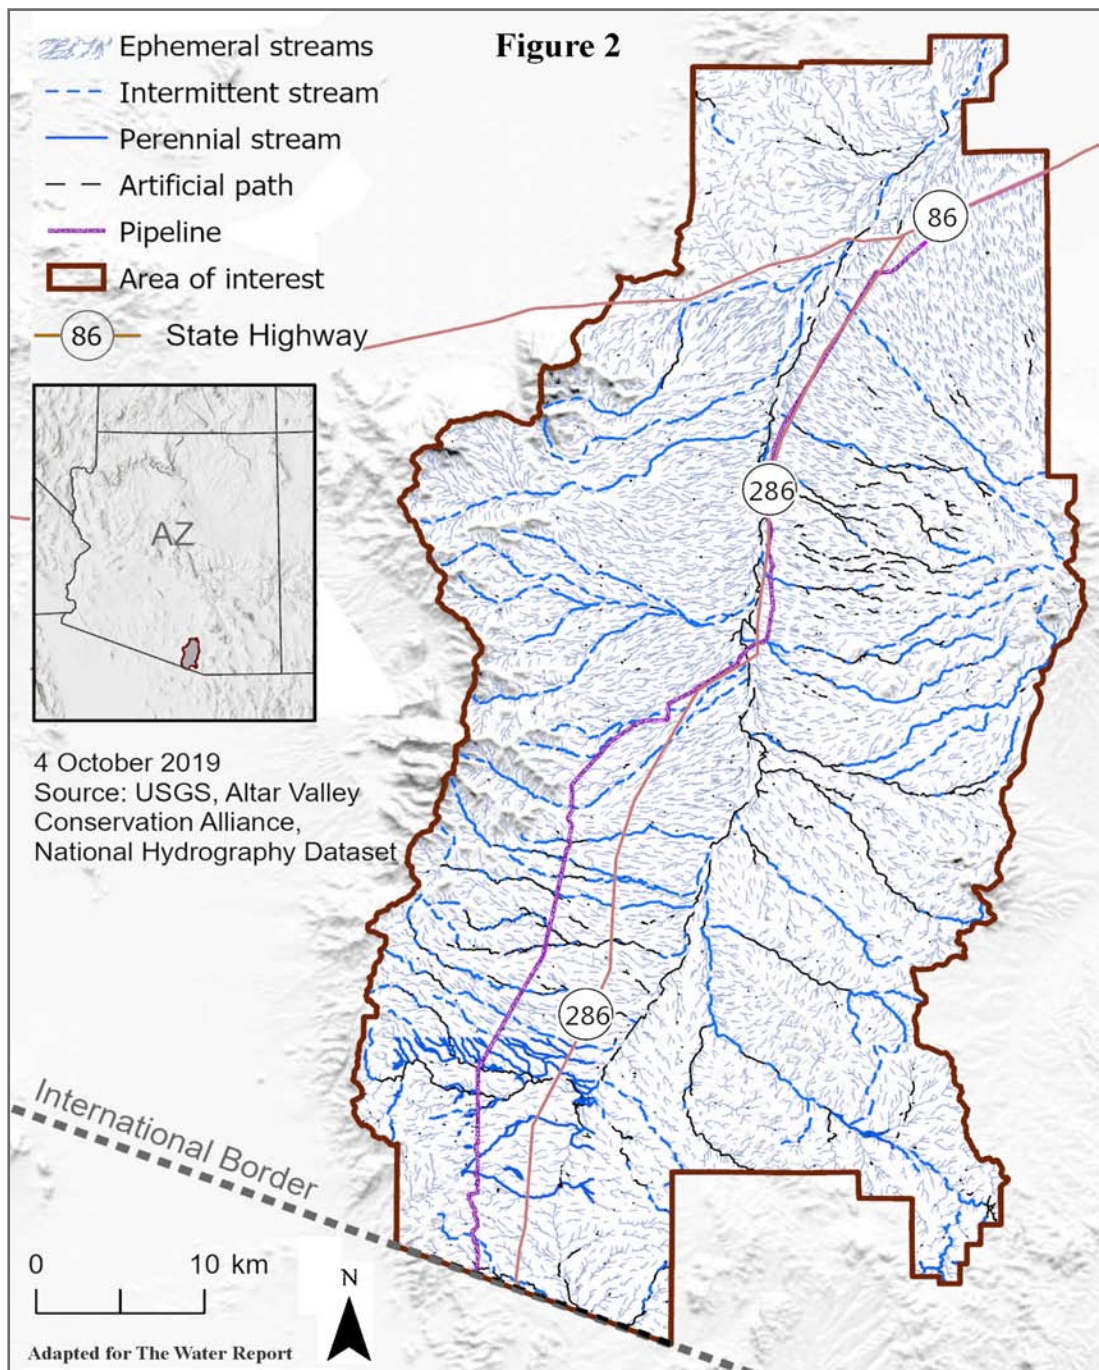 Figure 2
Ephemeral streams
Intermittent stream
Perennial stream
Artificial path
Pipeline
Area of interest
86 State Highway
86
286
AZ
4 October 2019
Source: USGS, Altar Valley
Conservation Alliance,
National Hydrography Dataset
286
International Border
0 10 km
N
Adapted for The Water Report